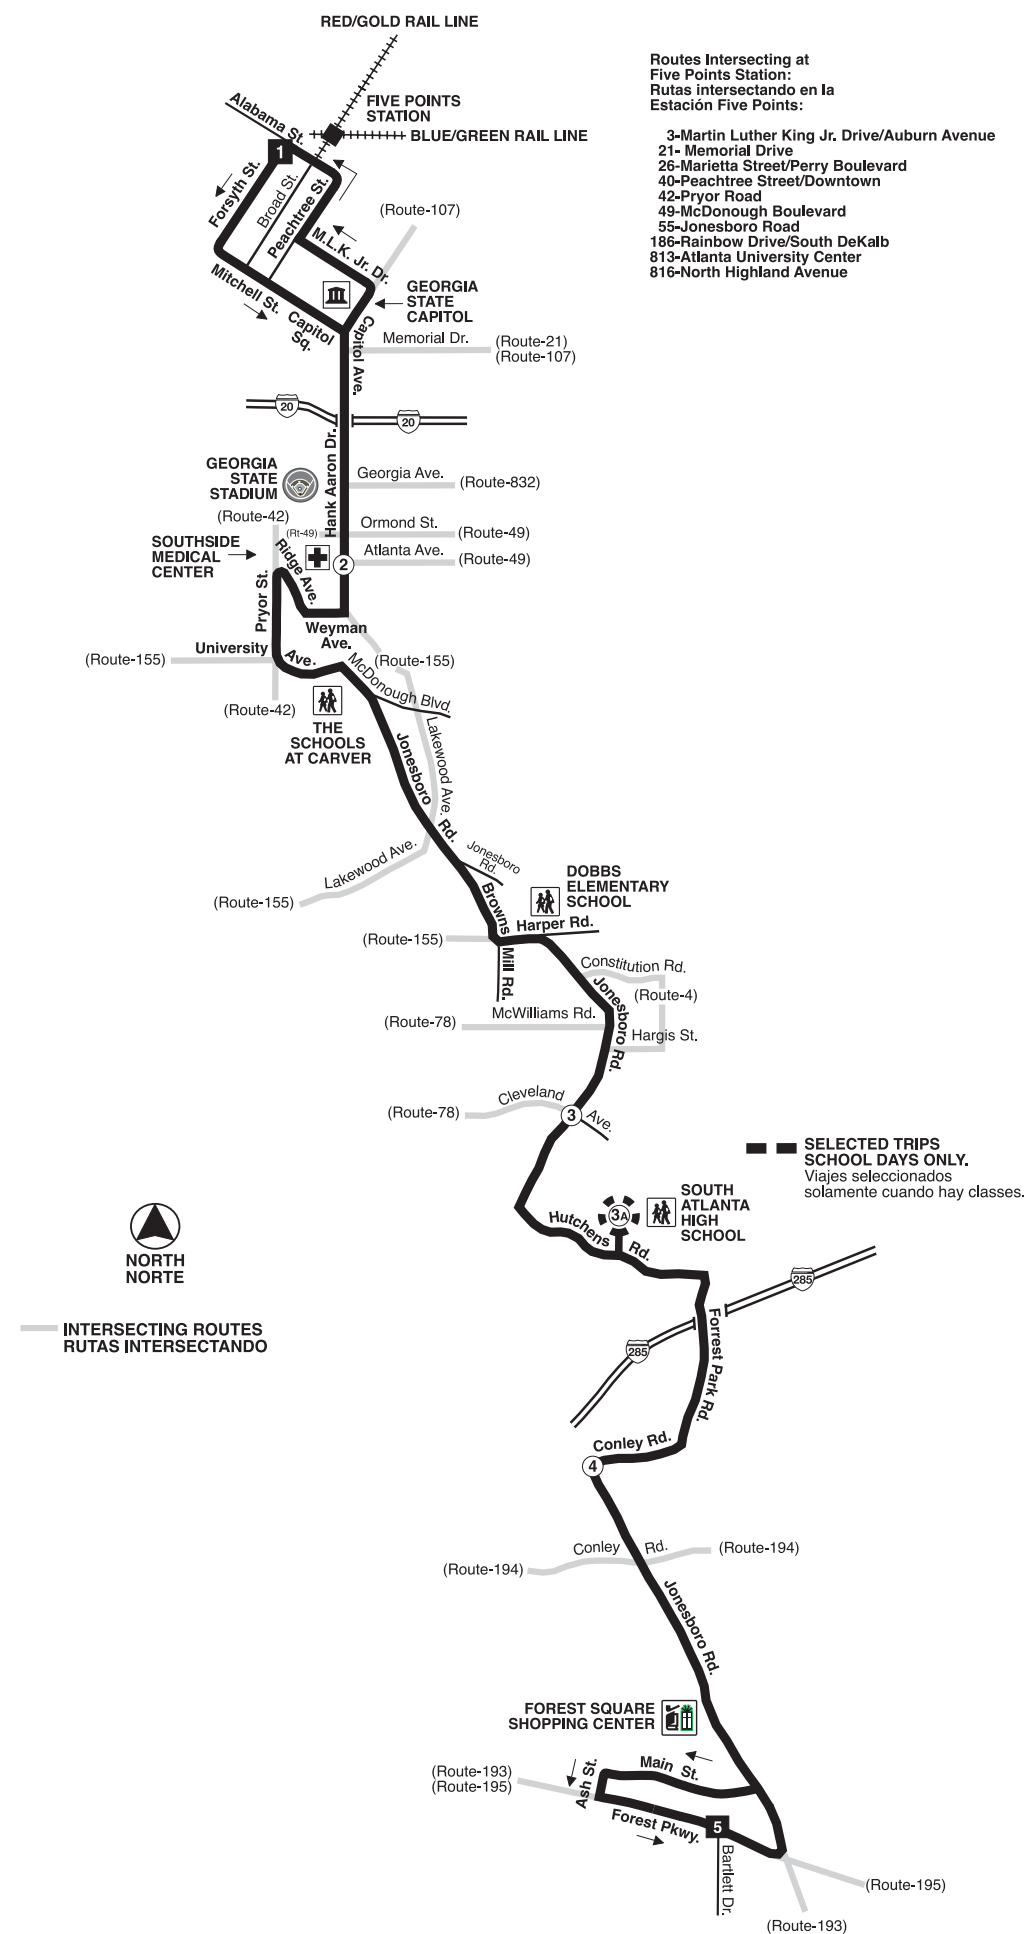 RED/GOLD RAIL LINE
Routes Intersecting at
Five Points Station:
Rutas intersectando en la
Estación Five Points:
3-Martin Luther King Jr. Drive/Auburn Avenue
21- Memorial Drive
26-Marietta Street/Perry Boulevard
40-Peachtree Street/Downtown
42-Pryor Road
49-McDonough Boulevard
55-Jonesboro Road
186-Rainbow Drive/South DeKalb
813-Atlanta University Center
816-North Highland Avenue
FIVE POINTS
STATION
Alabama St.
BLUE/GREEN RAIL LINE
1
Forsyth St.
Broad St.
Peachtree St.
(Route-107)
M.L.K. Jr. Dr.
Mitchell St.
Capitol
Sq.
GEORGIA
STATE
CAPITOL
Capitol Ave.
Memorial Dr.
(Route-21)
(Route-107)
20
20
Hank Aaron Dr.
GEORGIA
STATE
STADIUM
Georgia Ave.
(Route-832)
(Route-42)
(Rt-49)
Ormond St.
(Route-49)
SOUTHSIDE
MEDICAL
CENTER
Ridge Ave.
2
Atlanta Ave.
(Route-49)
Pryor St.
Weyman
Ave.
University
Ave.
(Route-155)
(Route-155)
McDonough Blvd.
(Route-42)
THE
SCHOOLS
AT CARVER
Jonesboro
Rd.
Lakewood Ave.
Lakewood Ave.
(Route-155)
Jonesboro
Rd.
Browns
Mill Rd.
DOBBS
ELEMENTARY
SCHOOL
Harper Rd.
(Route-155)
Constitution Rd.
(Route-4)
Jonesboro Rd.
McWilliams Rd.
(Route-78)
Hargis St.
Cleveland
Ave.
(Route-78)
3
SELECTED TRIPS
SCHOOL DAYS ONLY.
Viajes seleccionados
solamente cuando hay classes.
3A
SOUTH
ATLANTA
HIGH
SCHOOL
Hutchens
Rd.
NORTH
NORTE
285
285
INTERSECTING ROUTES
RUTAS INTERSECTANDO
Forrest Park Rd.
Conley Rd.
4
Conley
Rd.
(Route-194)
(Route-194)
Jonesboro Rd.
FOREST SQUARE
SHOPPING CENTER
Main St.
Ash St.
(Route-193)
(Route-195)
Forest Pkwy.
5
Bartlett Dr.
(Route-195)
(Route-193)